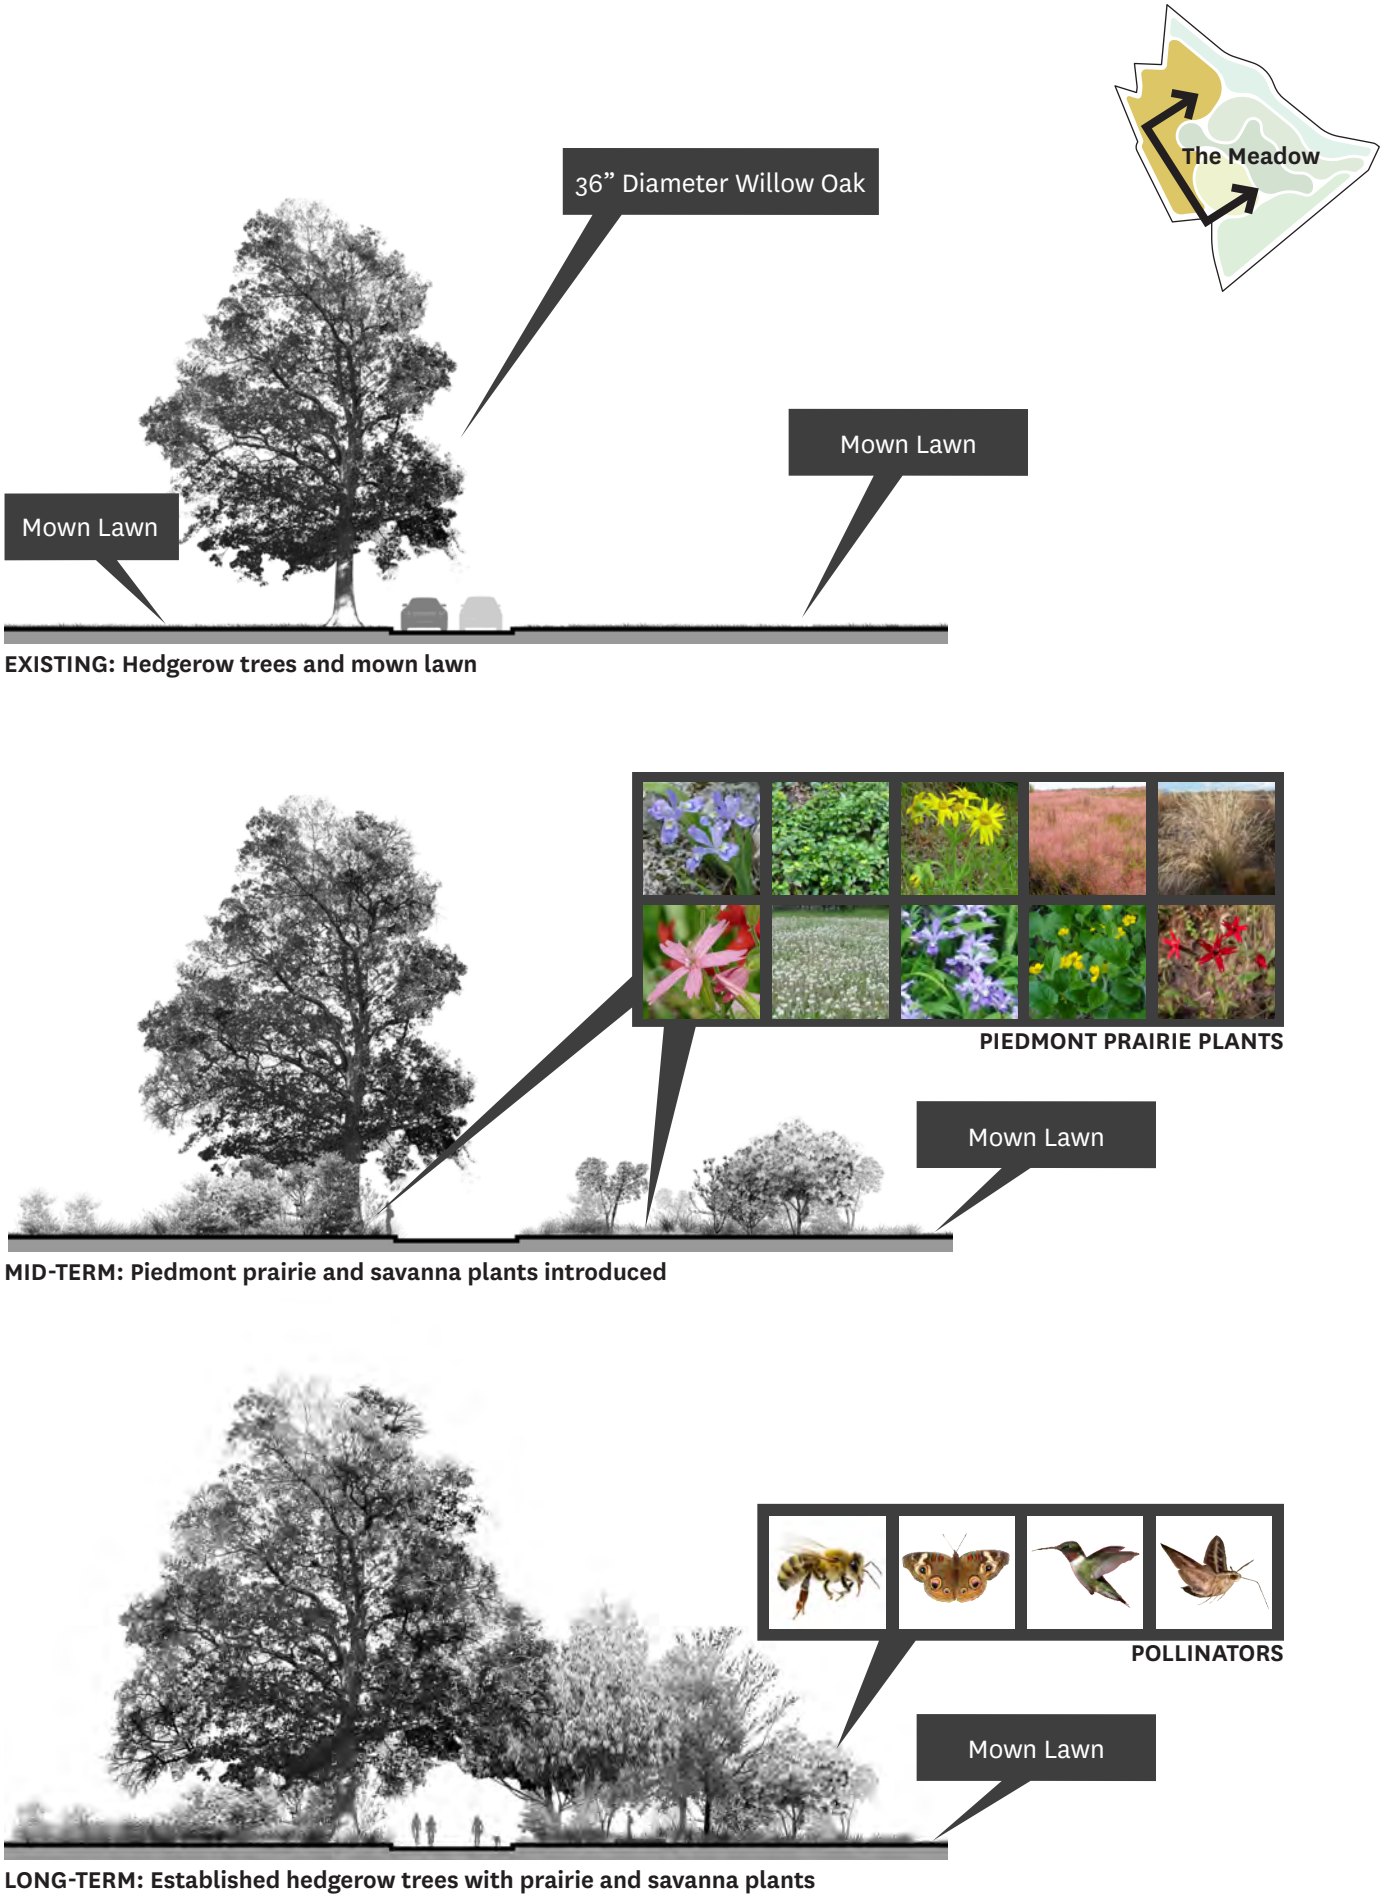 The Meadow
36” Diameter Willow Oak
Mown Lawn
Mown Lawn
EXISTING: Hedgerow trees and mown lawn
PIEDMONT PRAIRIE PLANTS
Mown Lawn
MID-TERM: Piedmont prairie and savanna plants introduced
POLLINATORS
Mown Lawn
LONG-TERM: Established hedgerow trees with prairie and savanna plants